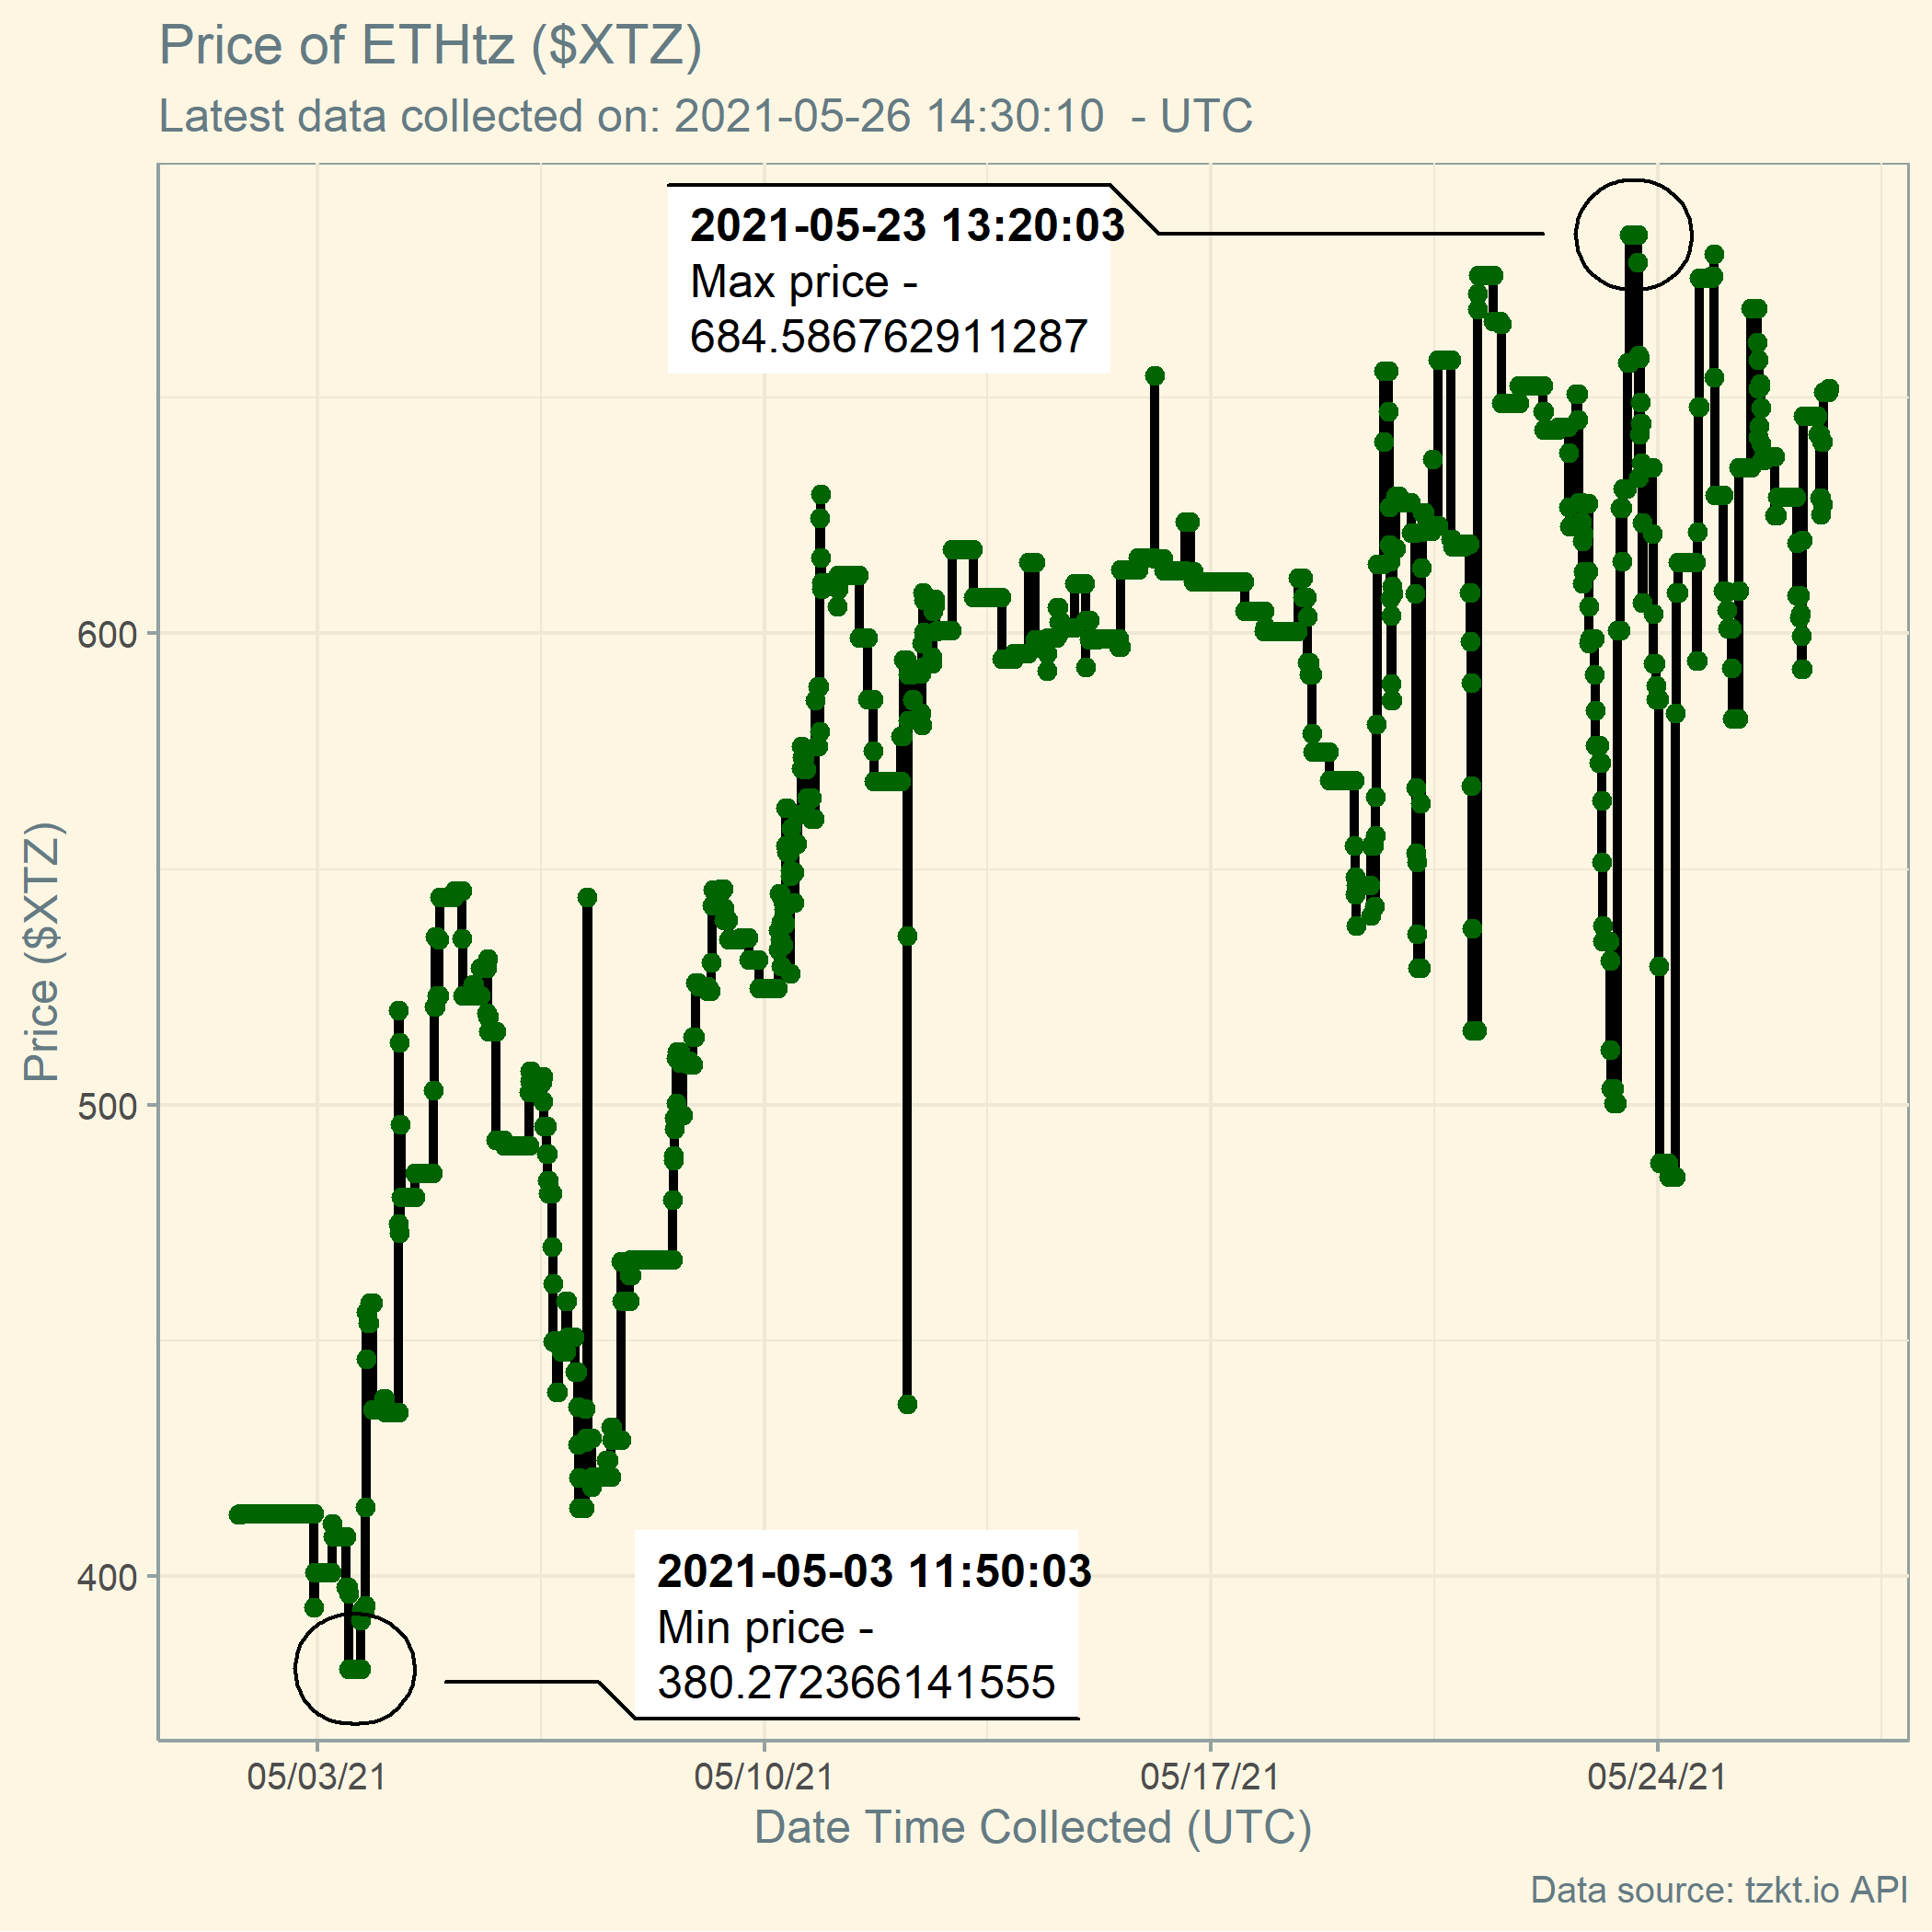 Price of ETHtz ($XTZ)
Latest data collected on: 2021-05-26 14:30:10  - UTC
2021-05-23 13:20:03
Max price -
684.586762911287
600
500
400
Price ($XTZ)
2021-05-03 11:50:03
Min price -
380.272366141555
05/03/21
05/10/21
05/17/21
05/24/21
Date Time Collected (UTC)
Data source: tzkt.io API